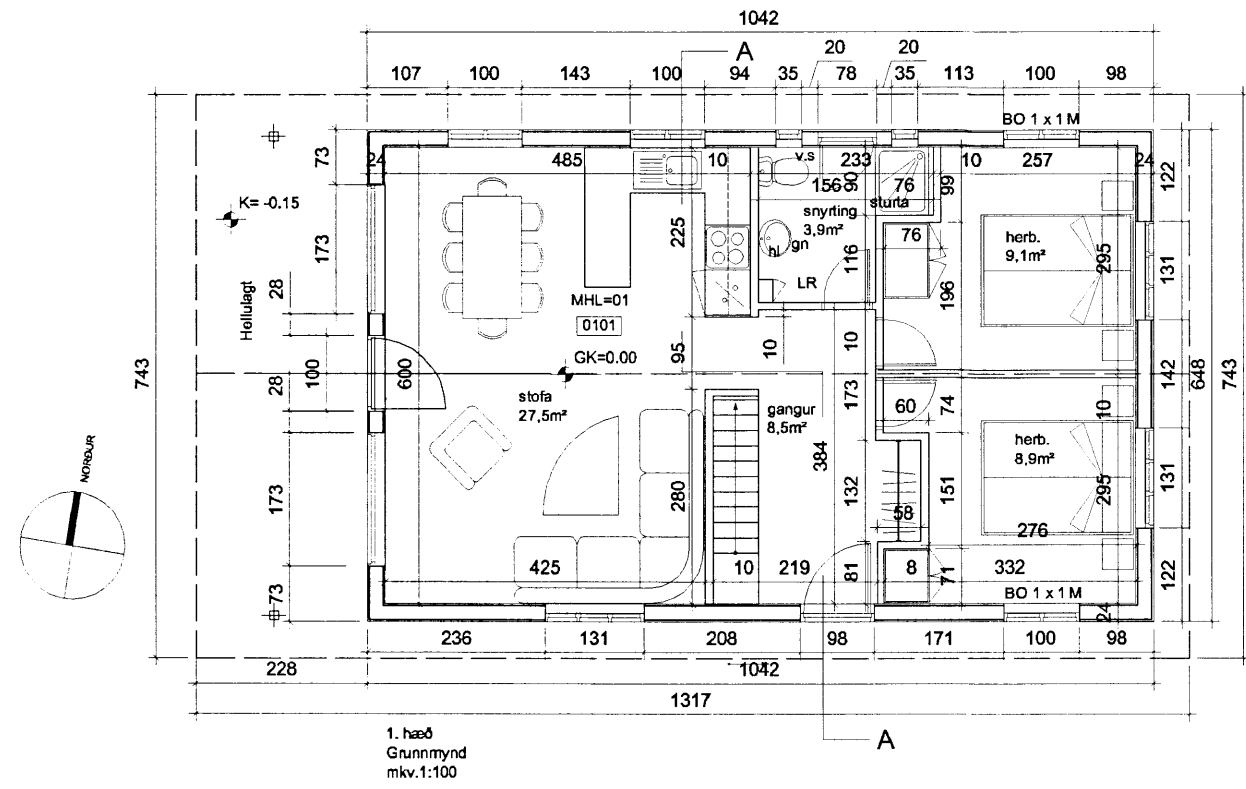 1042
A
20
20
107
100
143
100
94
35
78
35
113
100
98
BO 1 x 1 M
73
24
485
10
v.s
233
10
257
24
156
90
76
99
122
K= -0.15
snyrting
3,9m²
sturta
173
225
hl
gn
76
herb.
9,1m²
295
131
116
LR
196
28
Hellulagt
MHL=01
0101
GK=0.00
743
100
600
95
10
10
142
648
743
28
stofa
27,5m²
gangur
8,5m²
173
60
74
10
herb.
8,9m²
384
NORÐUR
173
280
132
151
58
295
131
276
425
10
219
81
8
71
332
122
73
BO 1 x 1 M
24
236
131
208
98
171
100
98
228
1042
1317
A
1. hæð
Grunnmynd
mkv.1:100